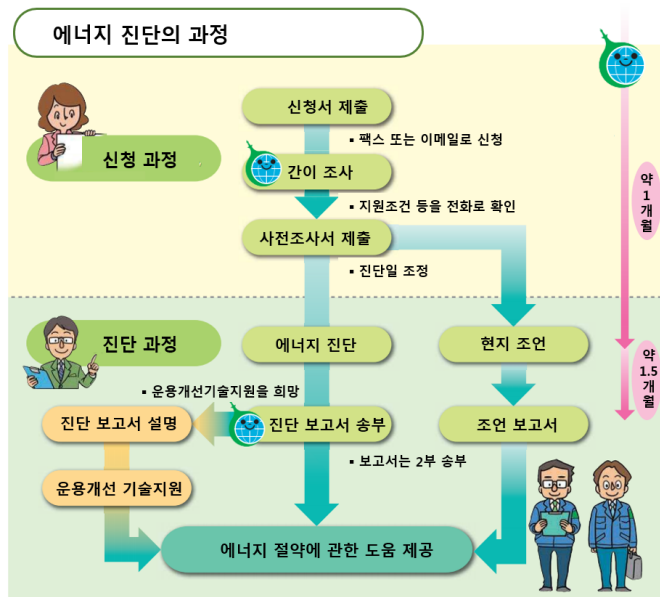 에너지 진단의 과정
신청 과정
신청서 제출
▪ 팩스 또는 이메일로 신청
간이 조사
▪ 지원조건 등을 전화로 확인
사전조사서 제출
▪ 진단일 조정
약
1
개
월
진단 과정
에너지 진단
현지 조언
약
1.5
개
월
▪ 운용개선기술지원을 희망
진단 보고서 설명
진단 보고서 송부
조언 보고서
▪ 보고서는 2부 송부
운용개선 기술지원
에너지 절약에 관한 도움 제공